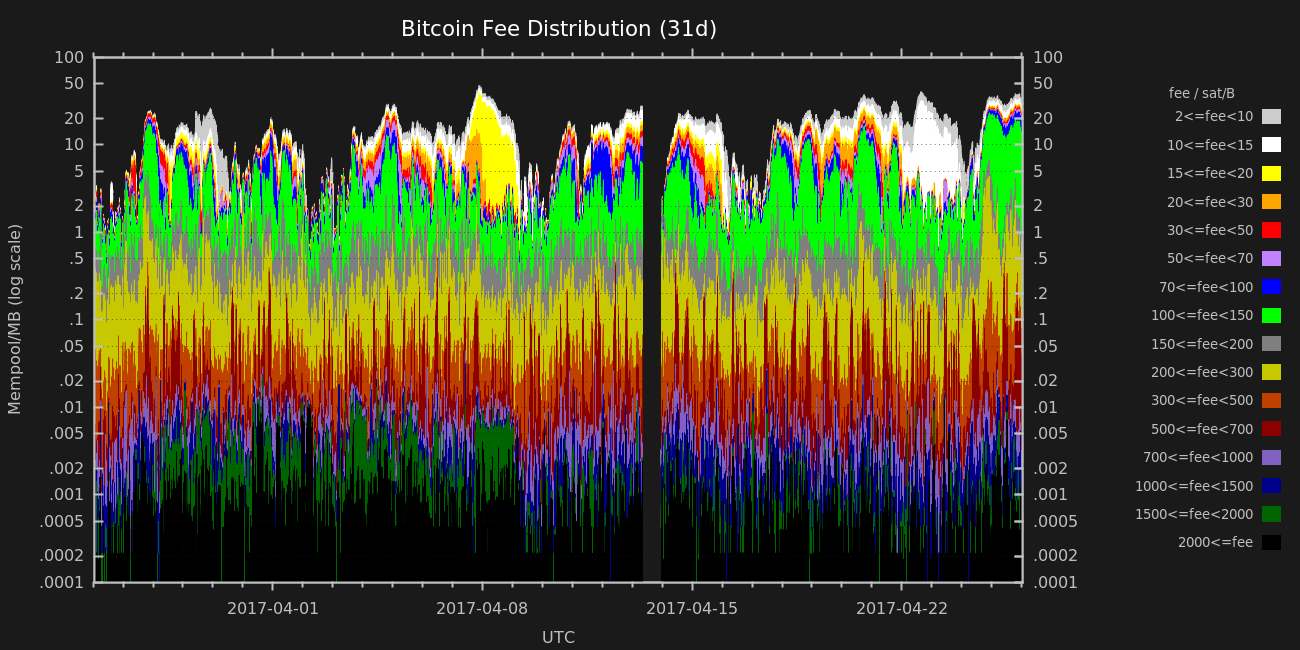 Bitcoin Fee Distribution (31d)
Mempool/MB (log scale)
100
50
20
10
5
2
1
.5
.2
.1
.05
.02
.01
.005
.002
.001
.0005
.0002
.0001
100
50
20
10
5
2
1
.5
.2
.1
.05
.02
.01
.005
.002
.001
.0005
.0002
.0001
2017-04-01
2017-04-08
2017-04-15
2017-04-22
UTC
fee / sat/B
2<=fee<10
10<=fee<15
15<=fee<20
20<=fee<30
30<=fee<50
50<=fee<70
70<=fee<100
100<=fee<150
150<=fee<200
200<=fee<300
300<=fee<500
500<=fee<700
700<=fee<1000
1000<=fee<1500
1500<=fee<2000
2000<=fee